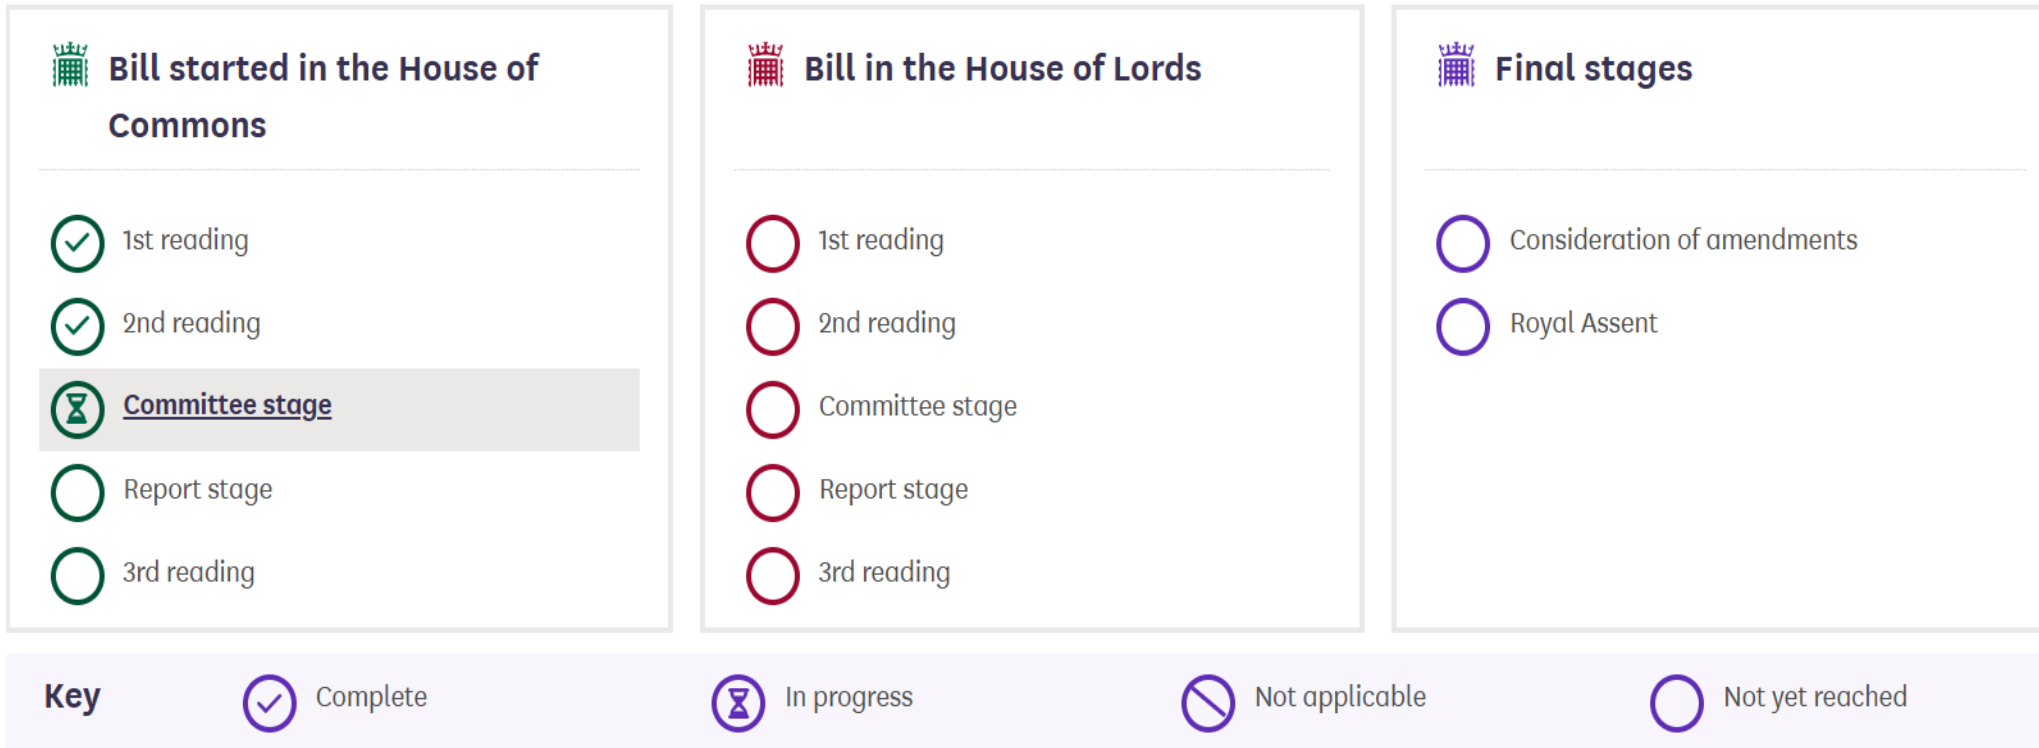 Bill started in the House of
Commons
1st reading
2nd reading
Committee stage
Report stage
3rd reading
Bill in the House of Lords
1st reading
2nd reading
Committee stage
Report stage
3rd reading
Final stages
Consideration of amendments
Royal Assent
Key
Complete
In progress
Not applicable
Not yet reached